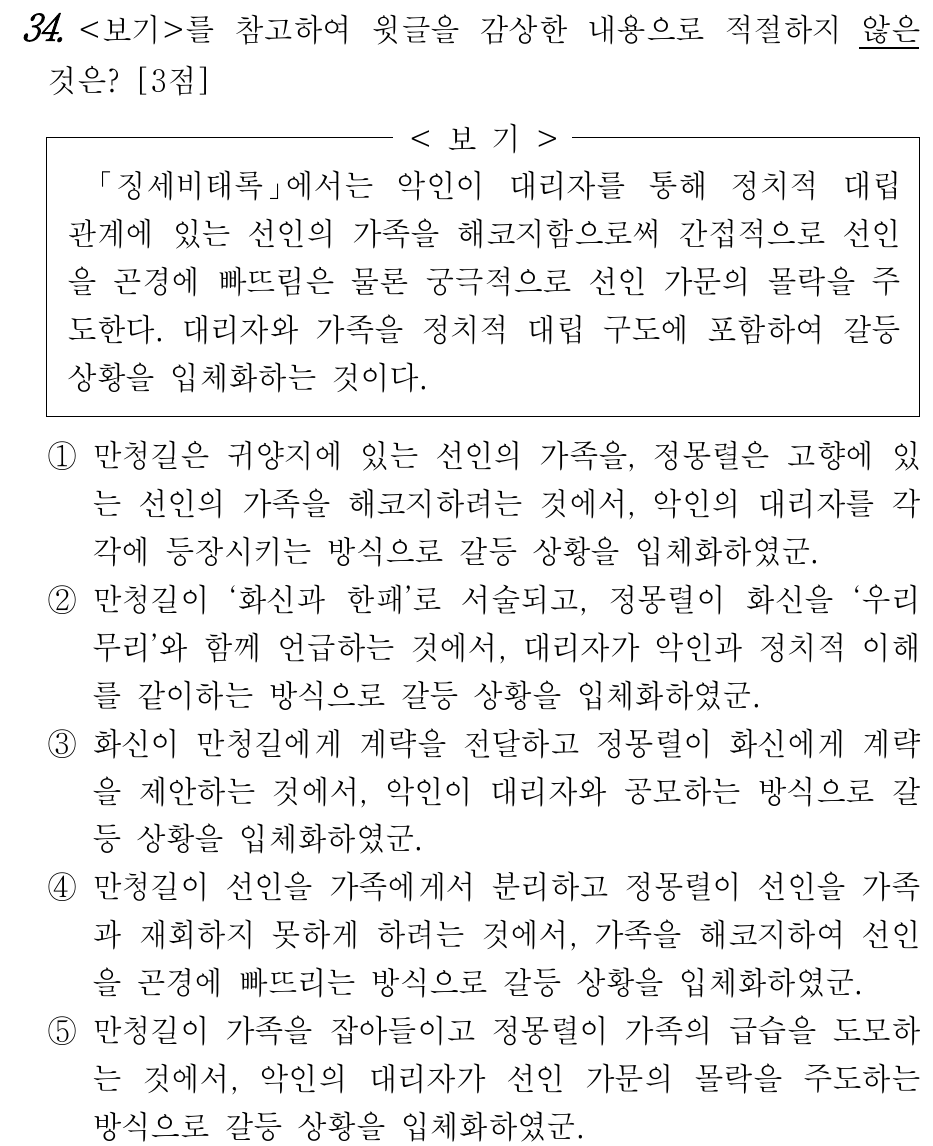 34. <보기>를 참고하여 윗글을 감상한 내용으로 적절하지 않은
것은? [3점]
< 보 기 >
「징세비태록」에서는 악인이 대리자를 통해 정치적 대립
관계에 있는 선인의 가족을 해코지함으로써 간접적으로 선인
을 곤경에 빠뜨림은 물론 궁극적으로 선인 가문의 몰락을 주
도한다. 대리자와 가족을 정치적 대립 구도에 포함하여 갈등
상황을 입체화하는 것이다.
① 만청길은 귀양지에 있는 선인의 가족을, 정몽렬은 고향에 있
는 선인의 가족을 해코지하려는 것에서, 악인의 대리자를 각
각에 등장시키는 방식으로 갈등 상황을 입체화하였군.
② 만청길이 ‘화신과 한패’로 서술되고, 정몽렬이 화신을 ‘우리
무리’와 함께 언급하는 것에서, 대리자가 악인과 정치적 이해
를 같이하는 방식으로 갈등 상황을 입체화하였군.
③ 화신이 만청길에게 계략을 전달하고 정몽렬이 화신에게 계략
을 제안하는 것에서, 악인이 대리자와 공모하는 방식으로 갈
등 상황을 입체화하였군.
④ 만청길이 선인을 가족에게서 분리하고 정몽렬이 선인을 가족
과 재회하지 못하게 하려는 것에서, 가족을 해코지하여 선인
을 곤경에 빠뜨리는 방식으로 갈등 상황을 입체화하였군.
⑤ 만청길이 가족을 잡아들이고 정몽렬이 가족의 급습을 도모하
는 것에서, 악인의 대리자가 선인 가문의 몰락을 주도하는
방식으로 갈등 상황을 입체화하였군.